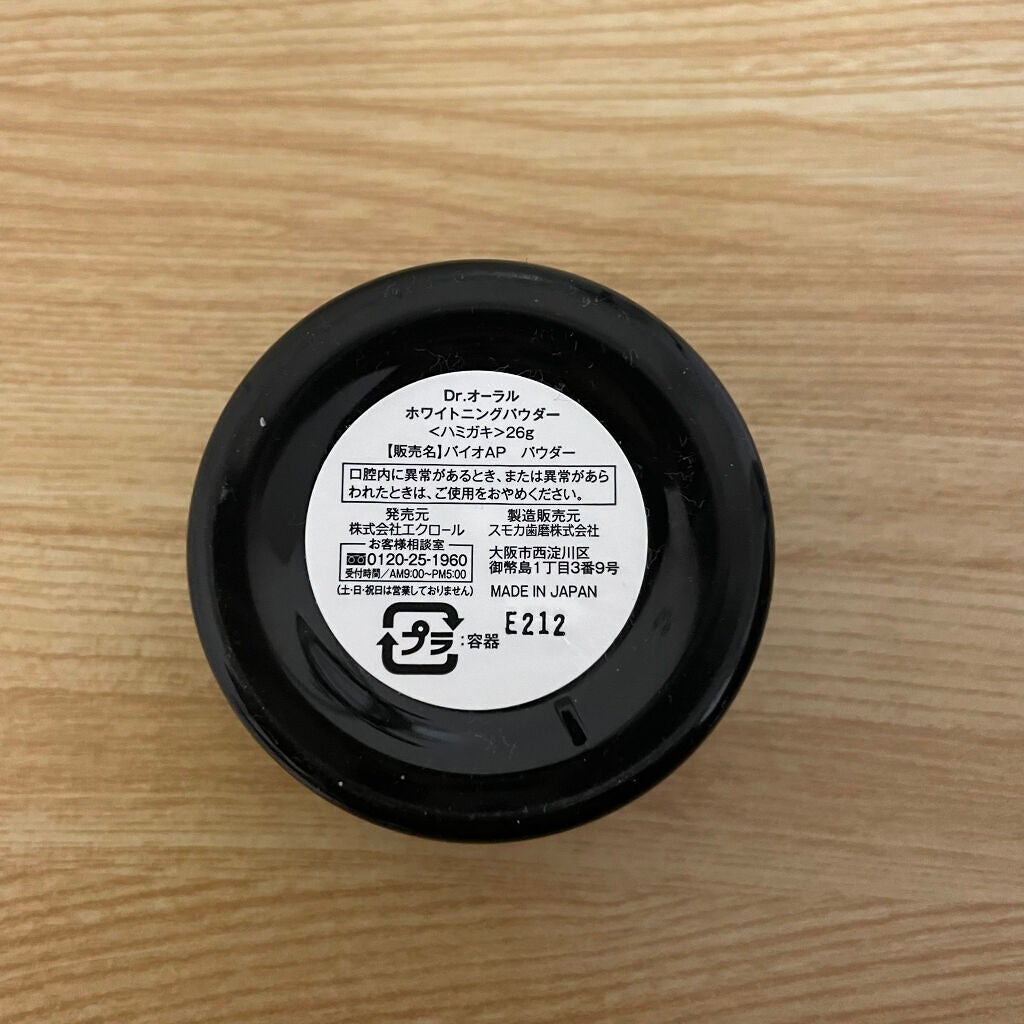 Dr.オーラル
ホワイトニングパウダー
<ハミガキ>26g
【販売名】バイオAP パウダー
口腔内に異常があるとき、または異常があら
われたときは、ご使用をおやめください。
発売元
株式会社エクロール
お客様相談室
0120-25-1960
受付時間/AM9:00~PM5:00
(土・日・祝日は営業しておりません)
製造販売元
スモカ歯磨株式会社
大阪市西淀川区
御幣島1丁目3番9号
MADE IN JAPAN
プラ:容器
E212